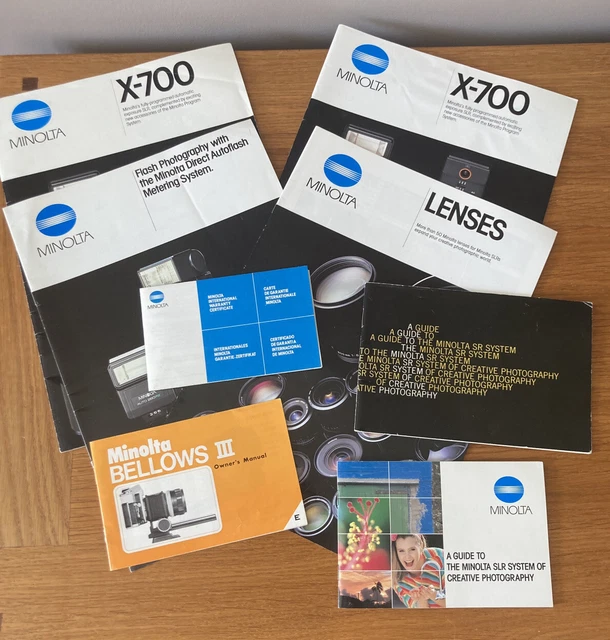 X-700
Minolta's fully programmed automatic
exposure SLR, complemented by exciting
new accessories of the Minolta Program
System.
MINOLTA
X-700
Minolta's fully programmed automatic
exposure SLR, complemented by exciting
new accessories of the Minolta Program
System.
MINOLTA
Flash Photography with
the Minolta Direct Autoflash
Metering System.
MINOLTA
LENSES
More than 50 Minolta lenses for Minolta SLRs
expand your creative photographic world.
MINOLTA
MINOLTA
MINOLTA
INTERNATIONAL
WARRANTY
CERTIFICATE
CARTE
DE GARANTIE
INTERNATIONALE
MINOLTA
INTERNATIONALES
MINOLTA
GARANTIE-ZERTIFIKAT
CERTIFICADO
DE GARANTIA
INTERNACIONAL
DE MINOLTA
A GUIDE
A GUIDE TO
A GUIDE TO THE MINOLTA SR SYSTEM
THE MINOLTA SR SYSTEM
TO THE MINOLTA SR SYSTEM
E MINOLTA SR SYSTEM OF CREATIVE PHOTOGRAPHY
OLTA SR SYSTEM OF CREATIVE PHOTOGRAPHY
SR SYSTEM OF CREATIVE PHOTOGRAPHY
OF CREATIVE PHOTOGRAPHY
TIVE PHOTOGRAPHY
Minolta
BELLOWS III
Owner's Manual
E
MINOLTA
A GUIDE TO
THE MINOLTA SLR SYSTEM OF
CREATIVE PHOTOGRAPHY